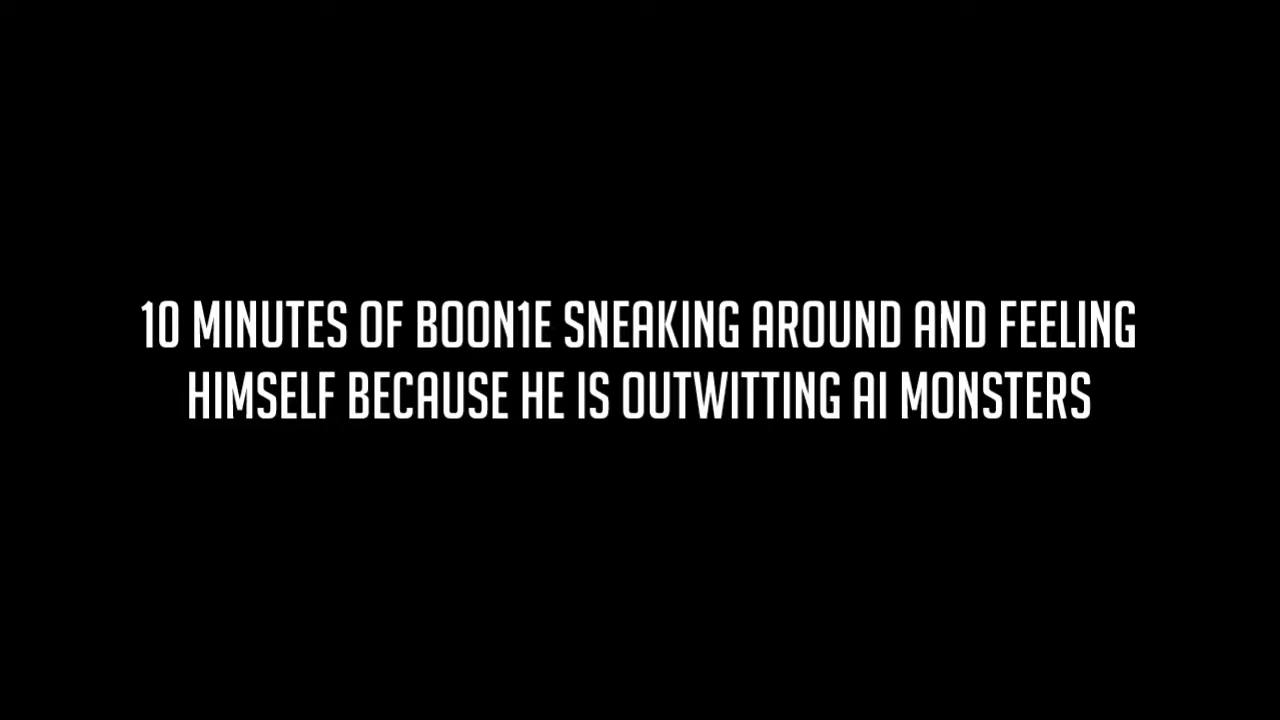 10 MINUTES OF BOON1E SNEAKING AROUND AND FEELING
HIMSELF BECAUSE HE IS OUTWITTING AI MONSTERS